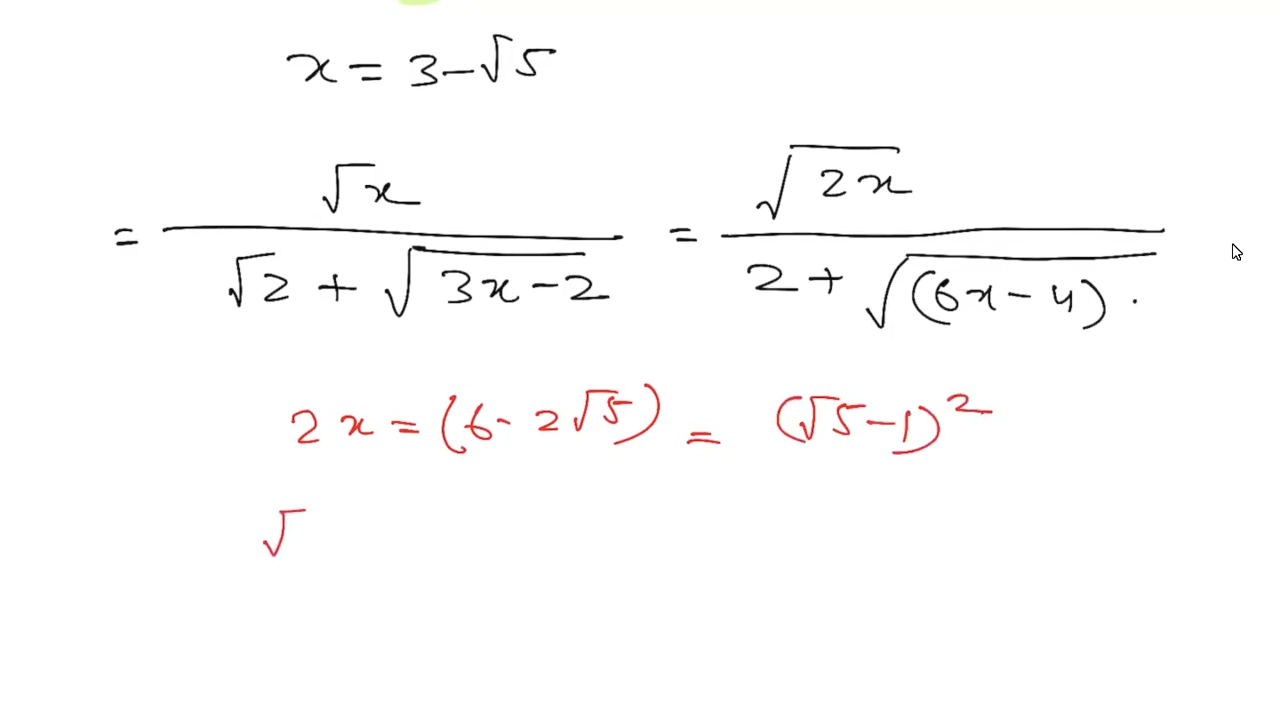 x = 3-√5
= √x / (√2 + √(3x-2)) = √(2x) / (2 + √((6x-4))) .
2x = (6-2√5) = (√5-1)²
√